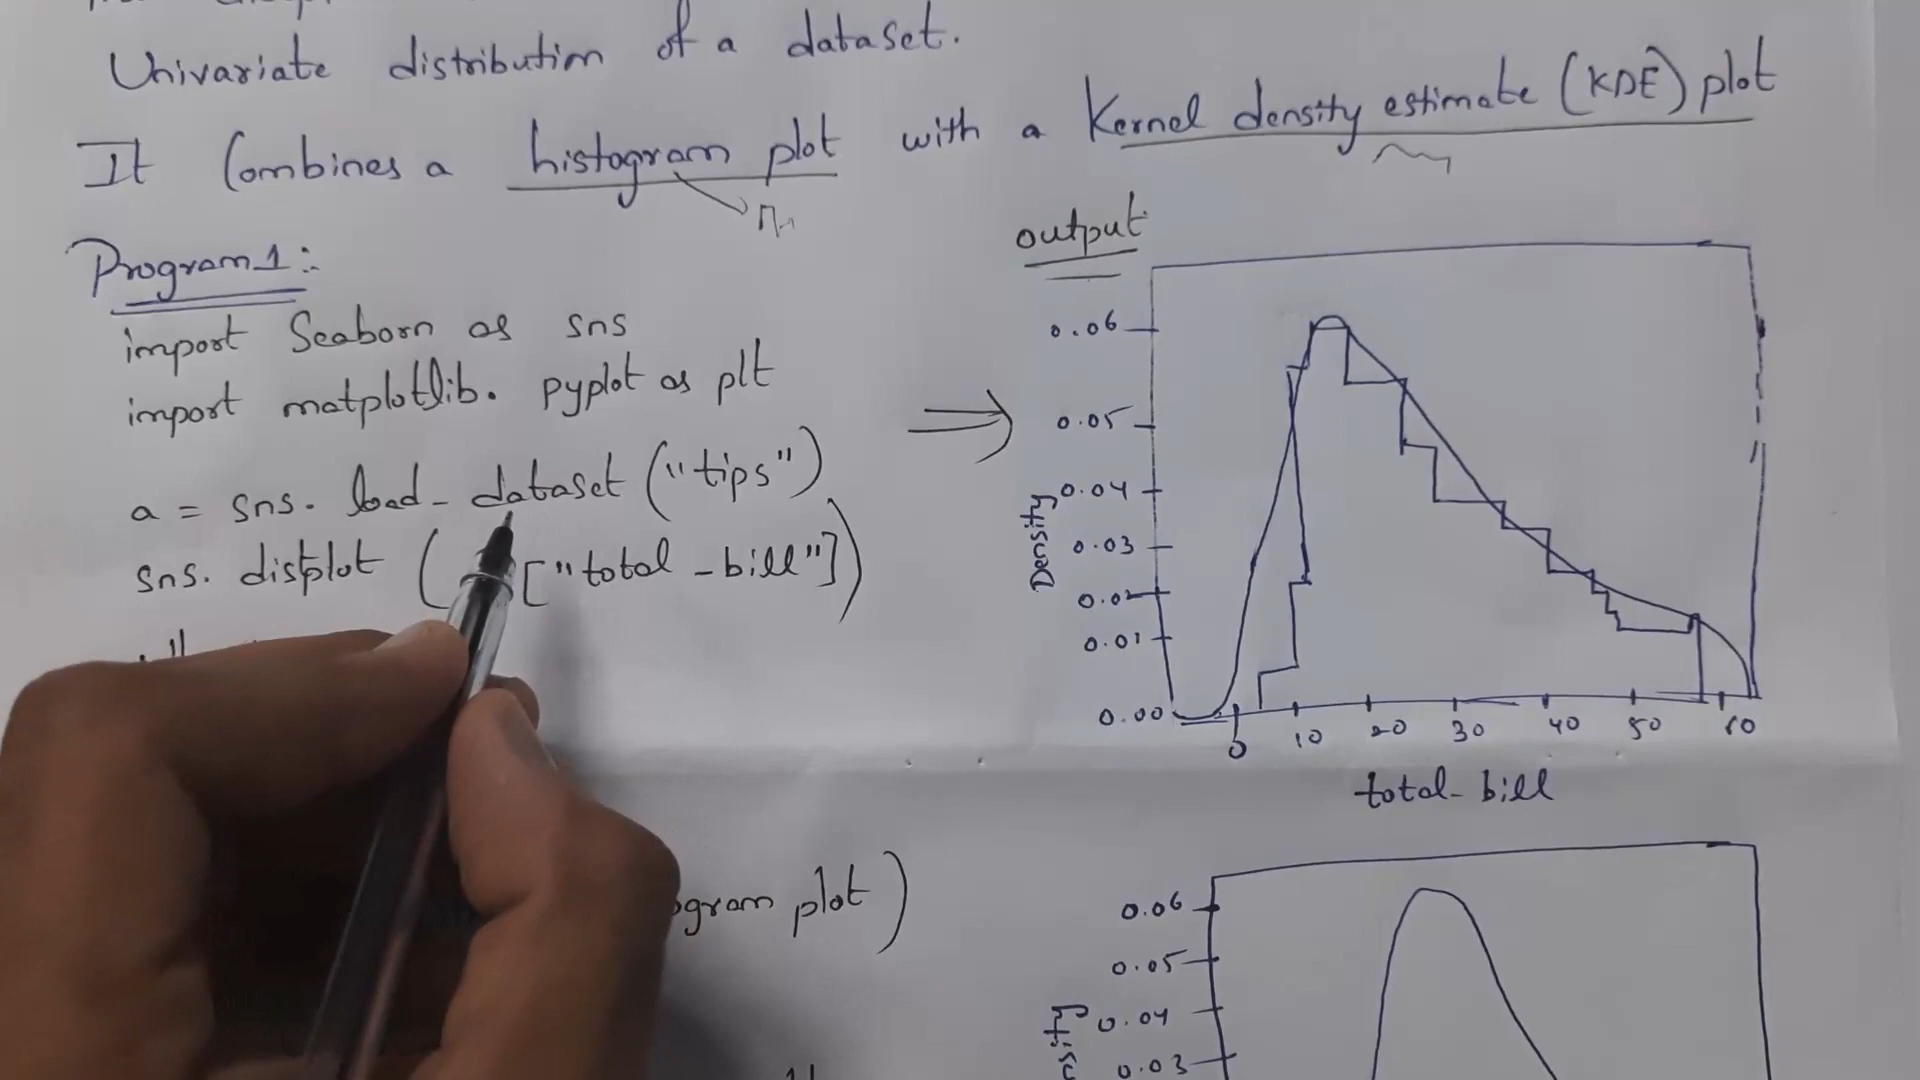 Univariate distribution of a dataset.
It Combines a histogram plot with a Kernel density estimate (KDE) plot
Program 1:
import Seaborn as sns
import matplotlib. pyplot as plt
a = sns. load_dataset ("tips")
sns. distplot ( ["total_bill"])
ogram plot)
output
0.06
0.05
0.04
0.03
0.02
0.01
0.00
Density
0 10 20 30 40 50 60
total_bill
0.06
0.05
0.04
0.03